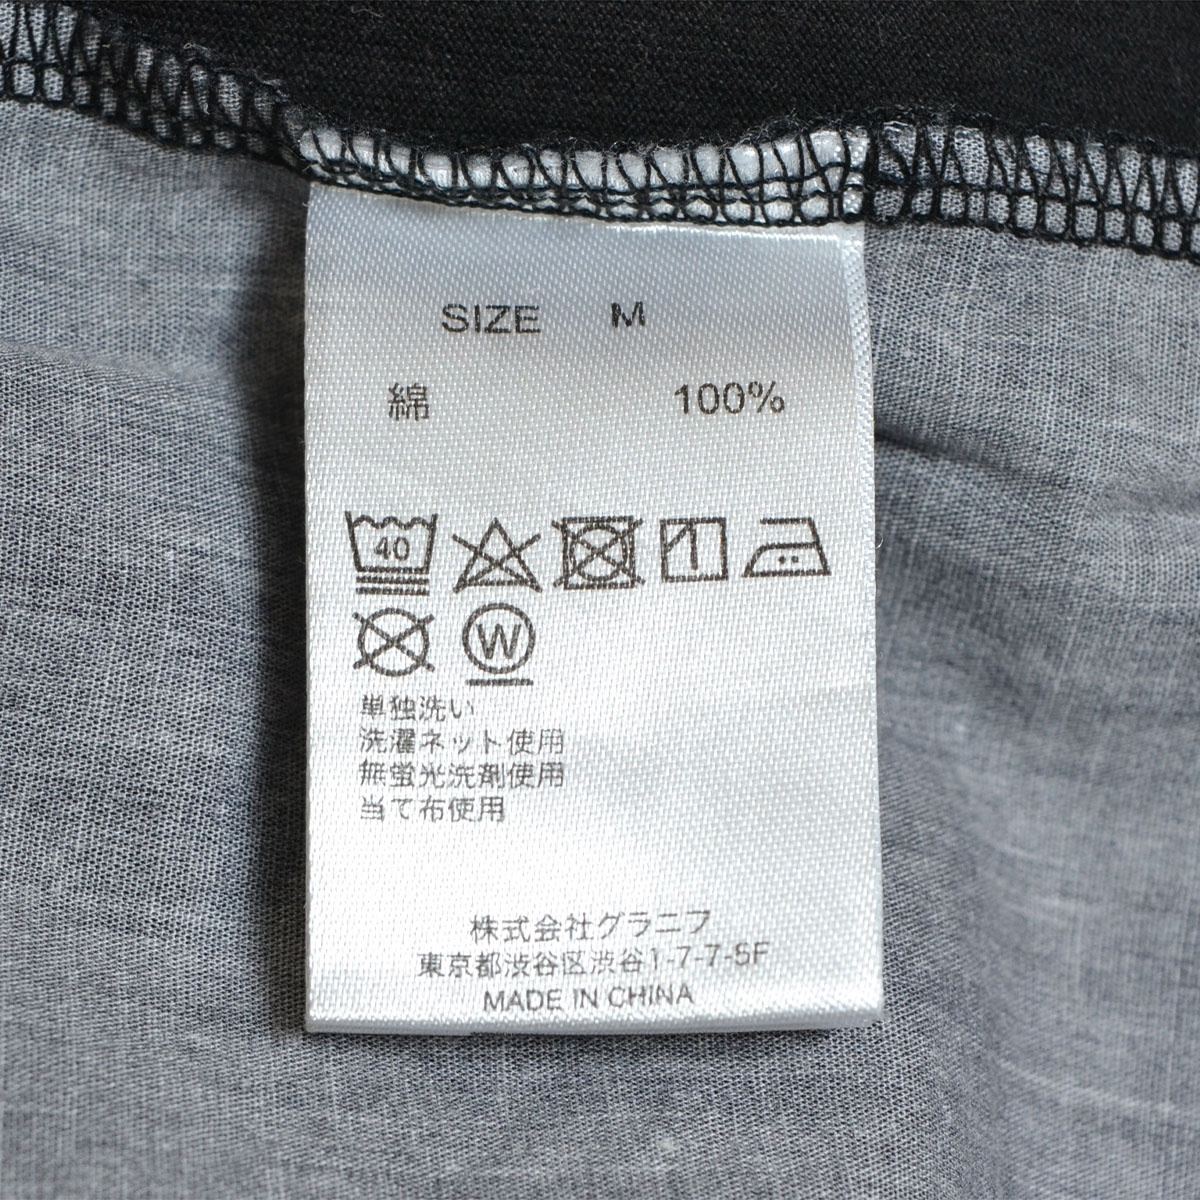 SIZE M
綿 100%
40
W
単独洗い
洗濯ネット使用
無蛍光洗剤使用
当て布使用
株式会社グラニフ
東京都渋谷区渋谷1-7-7-5F
MADE IN CHINA